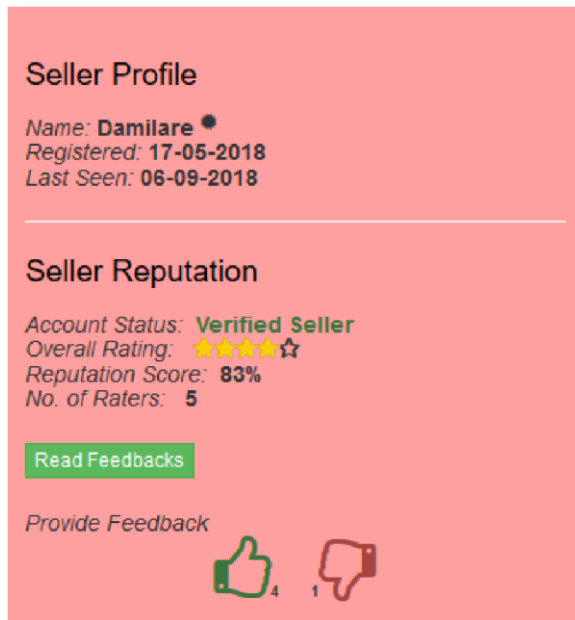 Seller Profile
Name: Damilare
Registered: 17-05-2018
Last Seen: 06-09-2018
Seller Reputation
Account Status: Verified Seller
Overall Rating:
Reputation Score: 83%
No. of Raters: 5
Read Feedbacks
Provide Feedback
4 1